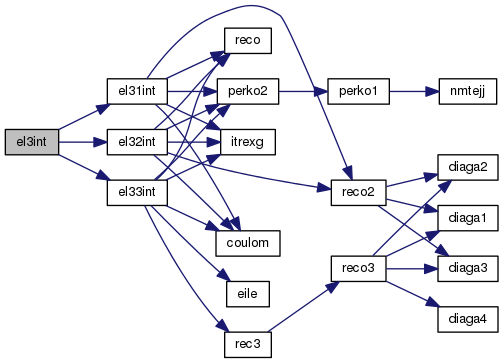 reco
el31int
perko2
perko1
nmtejj
el3int
el32int
itrexg
diaga2
el33int
reco2
diaga1
coulom
reco3
diaga3
eile
diaga4
rec3